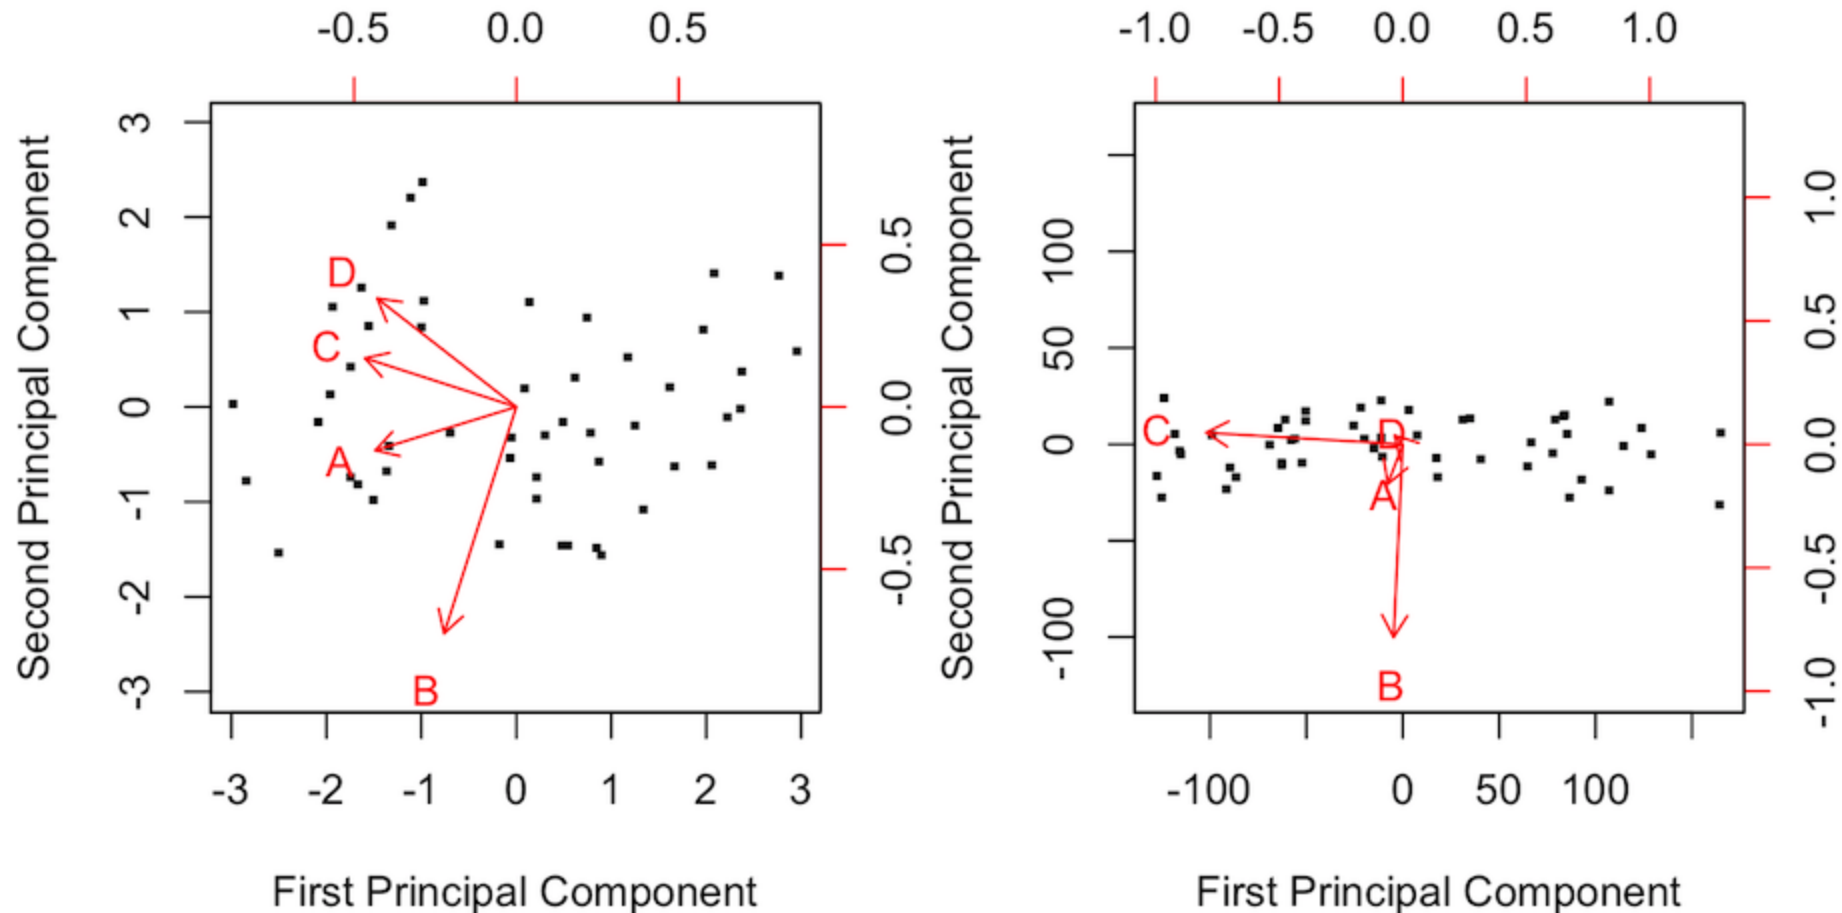 -0.5 0.0 0.5
Second Principal Component
3
2
1
0
-1
-2
-3
D
C
A
B
0.5
0.0
-0.5
-3 -2 -1 0 1 2 3
First Principal Component
-1.0 -0.5 0.0 0.5 1.0
Second Principal Component
100
50
0
-100
C
D
A
B
1.0
0.5
0.0
-0.5
-1.0
-100 0 50 100
First Principal Component